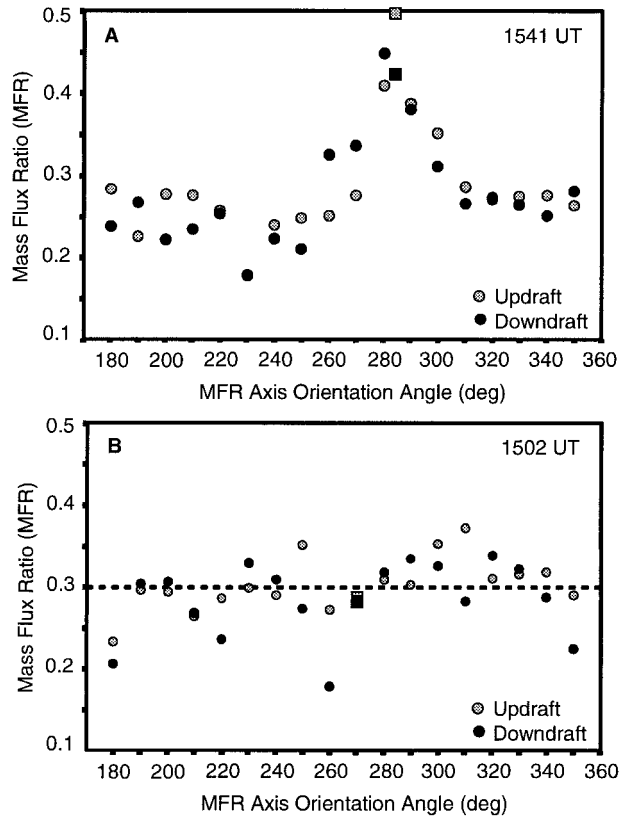 A
1541 UT
Mass Flux Ratio (MFR)
0.5
0.4
0.3
0.2
0.1
Updraft
Downdraft
180 200 220 240 260 280 300 320 340 360
MFR Axis Orientation Angle (deg)
B
1502 UT
Mass Flux Ratio (MFR)
0.5
0.4
0.3
0.2
0.1
Updraft
Downdraft
180 200 220 240 260 280 300 320 340 360
MFR Axis Orientation Angle (deg)